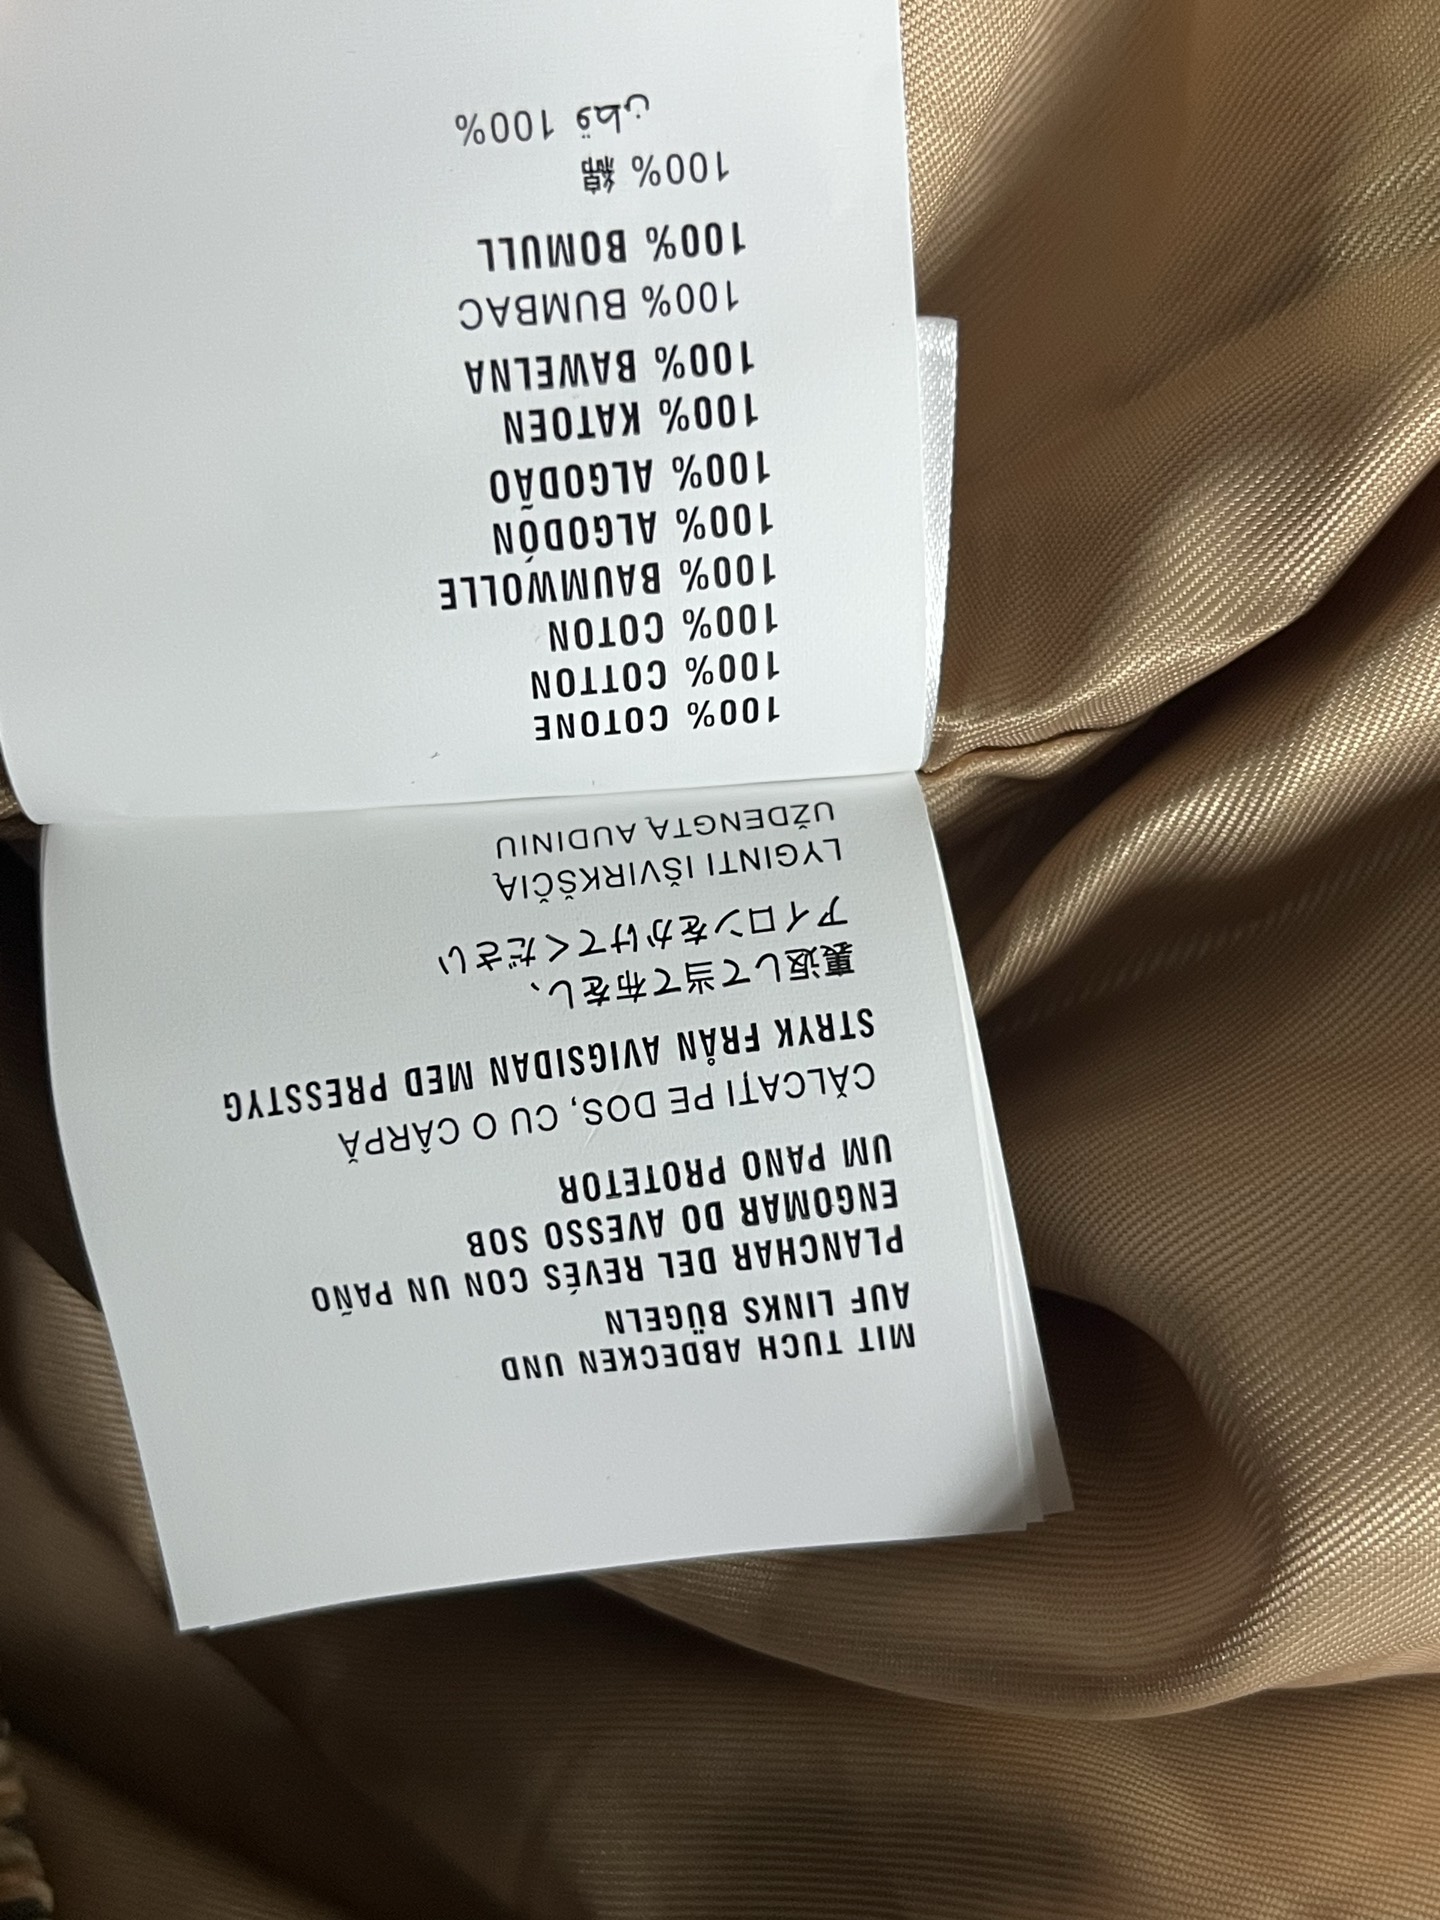 MIT TUCH ABDECKEN UND
AUF LINKS BÜGELN
PLANCHAR DEL REVÉS CON UN PAÑO
ENGOMAR DO AVESSO SOB
UM PANO PROTETOR
CĂLCAȚI PE DOS, CU O CÂRPĂ
STRYK FRÅN AVIGSIDAN MED PRESSTYG
裏返して当て布をし、
アイロンをかけてください
LYGINTI IŠVIRKŠČIĄ
UŽDENGTĄ AUDINIU
100% COTONE
100% COTTON
100% COTON
100% BAUMWOLLE
100% ALGODÓN
100% ALGODÃO
100% KATOEN
100% BAWELNA
100% BUMBAC
100% BOMULL
100% 綿
قطن 100%